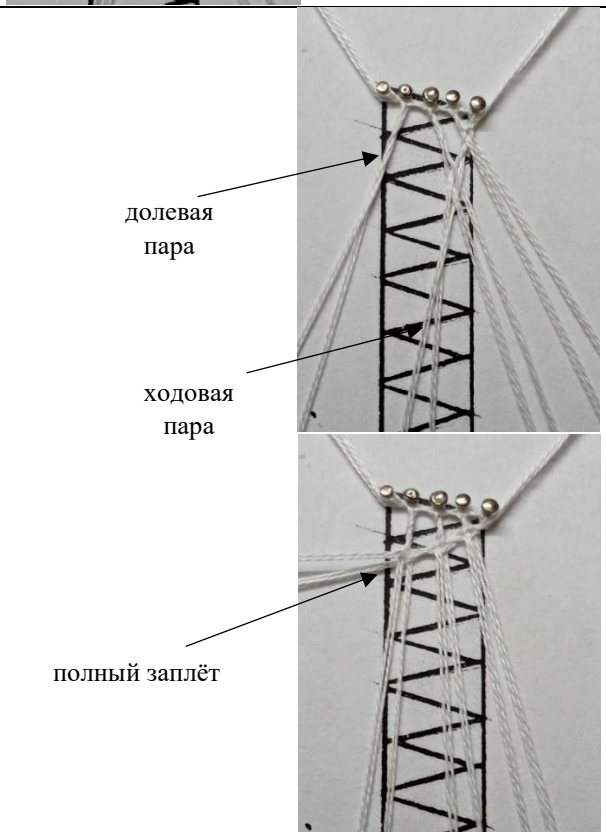 долевая
пара
ходовая
пара
полный заплёт